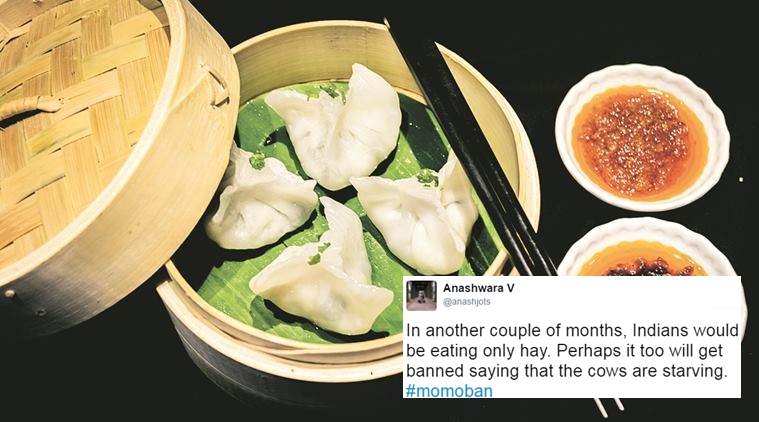 Anashwara V
@anashjots
In another couple of months, Indians would
be eating only hay. Perhaps it too will get
banned saying that the cows are starving.
#momoban